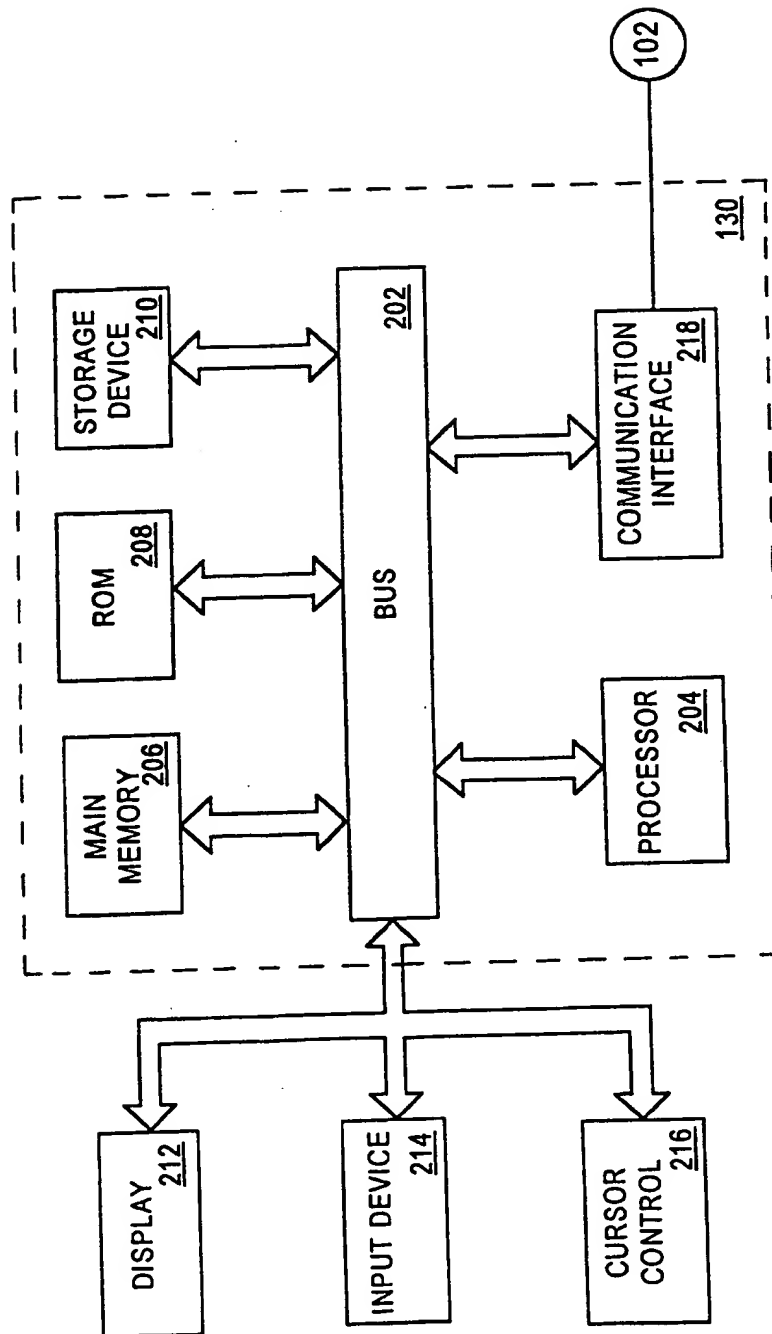 DISPLAY
212
INPUT DEVICE
214
CURSOR
CONTROL
216
MAIN
MEMORY
206
ROM
208
STORAGE
DEVICE
210
BUS
202
PROCESSOR
204
COMMUNICATION
INTERFACE
218
130
102